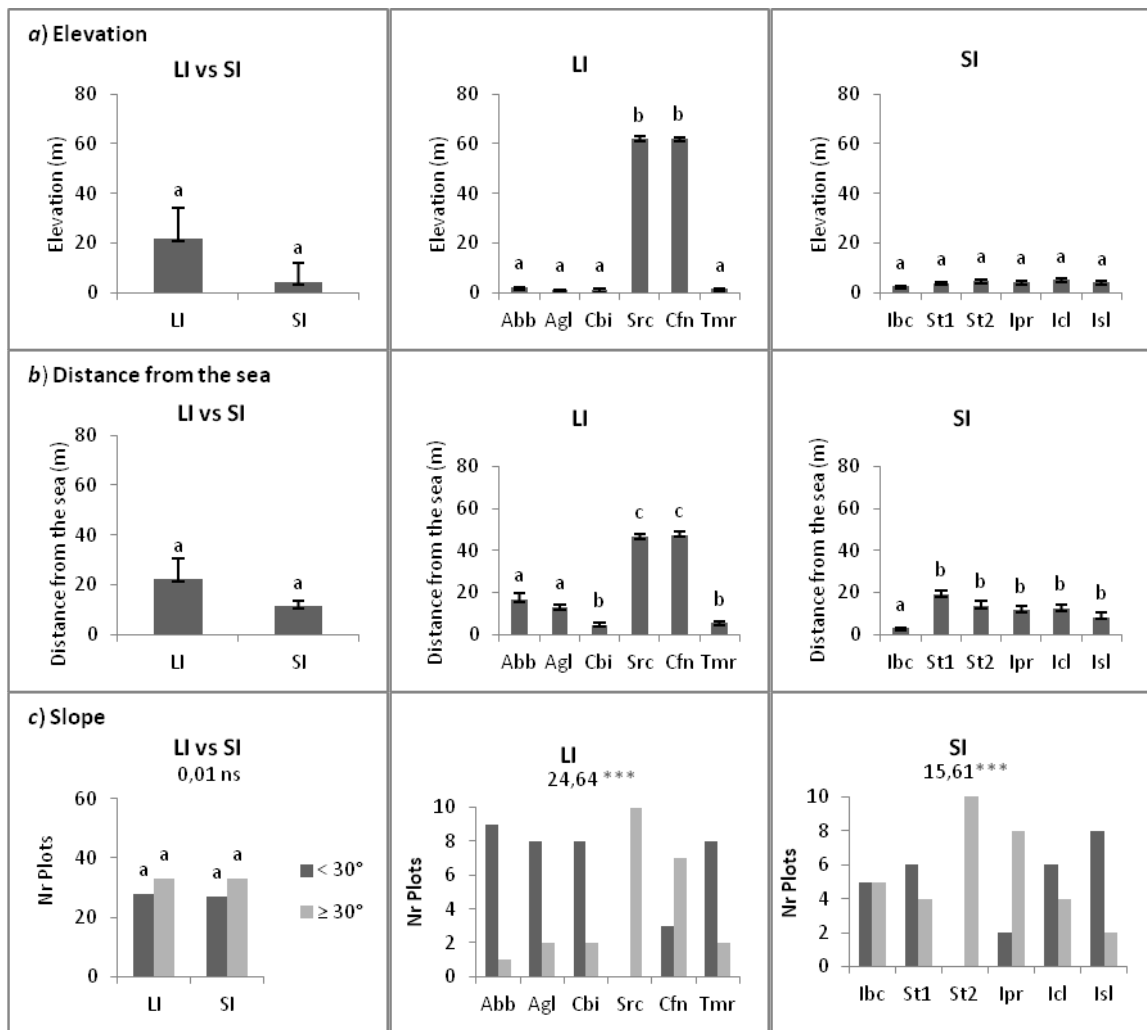 a) Elevation
LI vs SI
Elevation (m)
80
60
40
20
0
a
a
LI
SI
LI
Elevation (m)
80
60
40
20
0
a a a b b a
Abb Agl Cbi Src Cfn Tmr
SI
Elevation (m)
80
60
40
20
0
a a a a a a
Ibc St1 St2 Ipr Icl Isl
b) Distance from the sea
LI vs SI
Distance from the sea (m)
80
60
40
20
0
a
a
LI
SI
LI
Distance from the sea (m)
80
60
40
20
0
a a b c c b
Abb Agl Cbi Src Cfn Tmr
SI
Distance from the sea (m)
80
60
40
20
0
a b b b b b
Ibc St1 St2 Ipr Icl Isl
c) Slope
LI vs SI
0,01 ns
Nr Plots
60
40
20
0
a a a a
LI SI
< 30°
≥ 30°
LI
24,64 ***
Nr Plots
10
8
6
4
2
0
Abb Agl Cbi Src Cfn Tmr
SI
15,61***
Nr Plots
10
8
6
4
2
0
Ibc St1 St2 Ipr Icl Isl